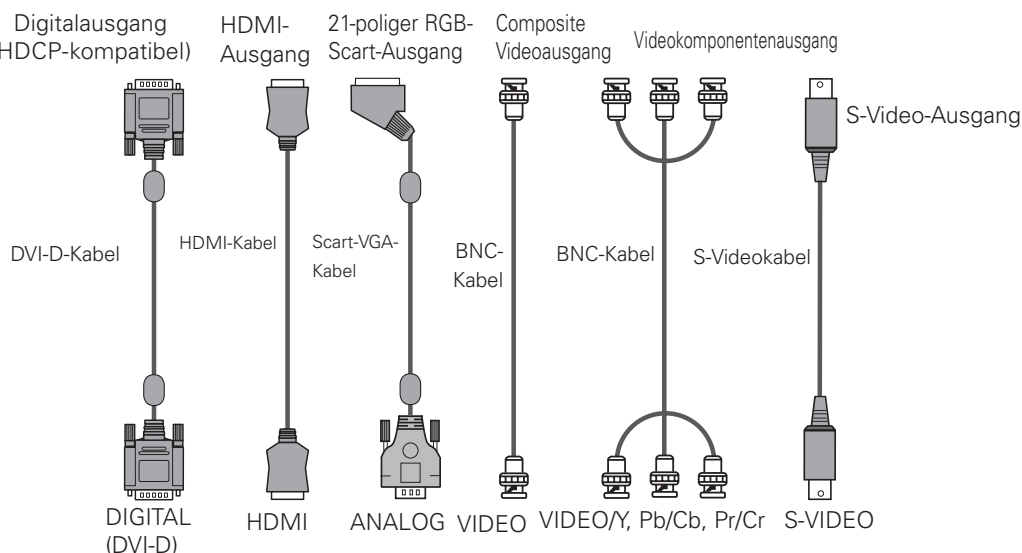 Digitalausgang
HDCP-kompatibel)
HDMI-
Ausgang
21-poliger RGB-
Scart-Ausgang
Composite
Videoausgang
Videokomponentenausgang
S-Video-Ausgang
DVI-D-Kabel
HDMI-Kabel
Scart-VGA-
Kabel
BNC-
Kabel
BNC-Kabel
S-Videokabel
DIGITAL
(DVI-D)
HDMI
ANALOG
VIDEO
VIDEO/Y, Pb/Cb, Pr/Cr
S-VIDEO